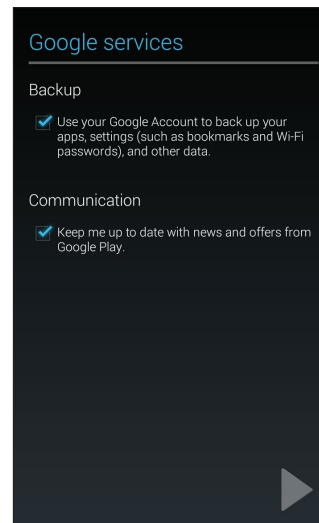 Google services
Backup
Use your Google Account to back up your
apps, settings (such as bookmarks and Wi-Fi
passwords), and other data.
Communication
Keep me up to date with news and offers from
Google Play.